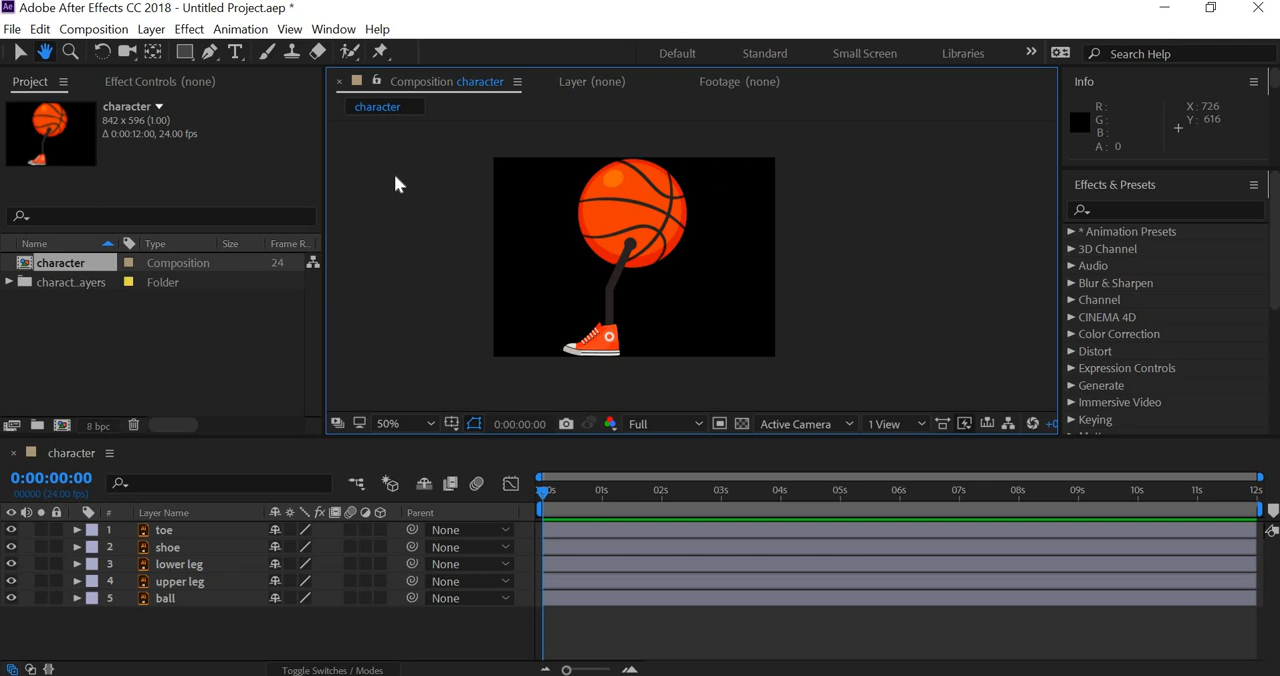 Ae Adobe After Effects CC 2018 - Untitled Project.aep *
File Edit Composition Layer Effect Animation View Window Help
Default Standard Small Screen Libraries » Search Help
Project Effect Controls (none)
character
842 x 596 (1.00)
Δ 0:00:12:00, 24.00 fps)
× Composition character Layer (none) Footage (none)
character
Info
R: X: 726
G: Y: 616
B:
A: 0
Name Type Size Frame R...
character Composition 24
charact..ayers Folder
Effects & Presets
* Animation Presets
3D Channel
Audio
Blur & Sharpen
Channel
CINEMA 4D
Color Correction
Distort
Expression Controls
Generate
Immersive Video
Keying
8 bpc
50% 0:00:00:00 Full Active Camera 1 View
× character
0:00:00:00
00000 (24.00 fps)
01s 02s 03s 04s 05s 06s 07s 08s 09s 10s 11s 12s
# Layer Name fx Parent
1 Ai toe None
2 Ai shoe None
3 Ai lower leg None
4 Ai upper leg None
5 Ai ball None
Toggle Switches / Modes